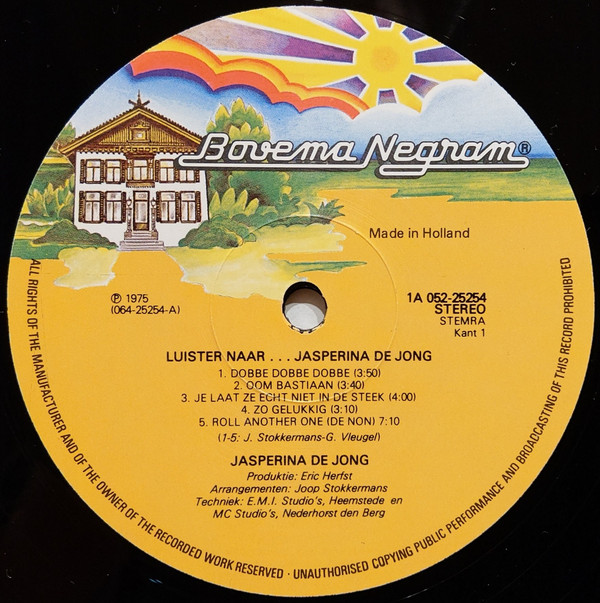 Bovema Negram®
Made in Holland
℗ 1975
(064-25254-A)
1A 052-25254
STEREO
STEMRA
Kant 1
LUISTER NAAR . . . JASPERINA DE JONG
1. DOBBE DOBBE DOBBE (3:50)
2. OOM BASTIAAN (3:40)
3. JE LAAT ZE ECHT NIET IN DE STEEK (4:00)
4. ZO GELUKKIG (3:10)
5. ROLL ANOTHER ONE (DE NON) 7:10
(1-5: J. Stokkermans-G. Vleugel)
JASPERINA DE JONG
Produktie: Eric Herfst
Arrangementen: Joop Stokkermans
Techniek: E.M.I. Studio's, Heemstede en
MC Studio's, Nederhorst den Berg
ALL RIGHTS OF THE MANUFACTURER AND OF THE OWNER OF THE RECORDED WORK RESERVED · UNAUTHORISED COPYING PUBLIC PERFORMANCE AND BROADCASTING OF THIS RECORD PROHIBITED